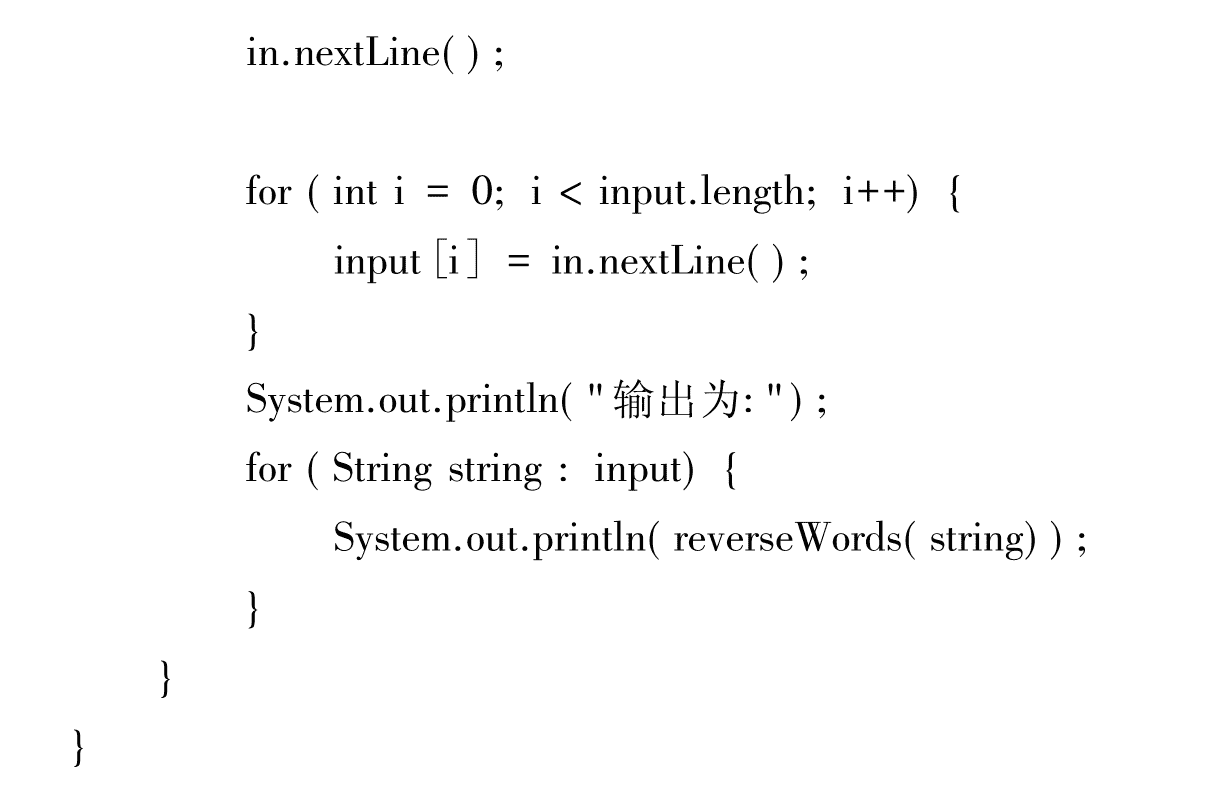 in.nextLine();
for (int i = 0; i < input.length; i++) {
input[i] = in.nextLine();
}
System.out.println("输出为:");
for (String string : input) {
System.out.println(reverseWords(string));
}
}
}